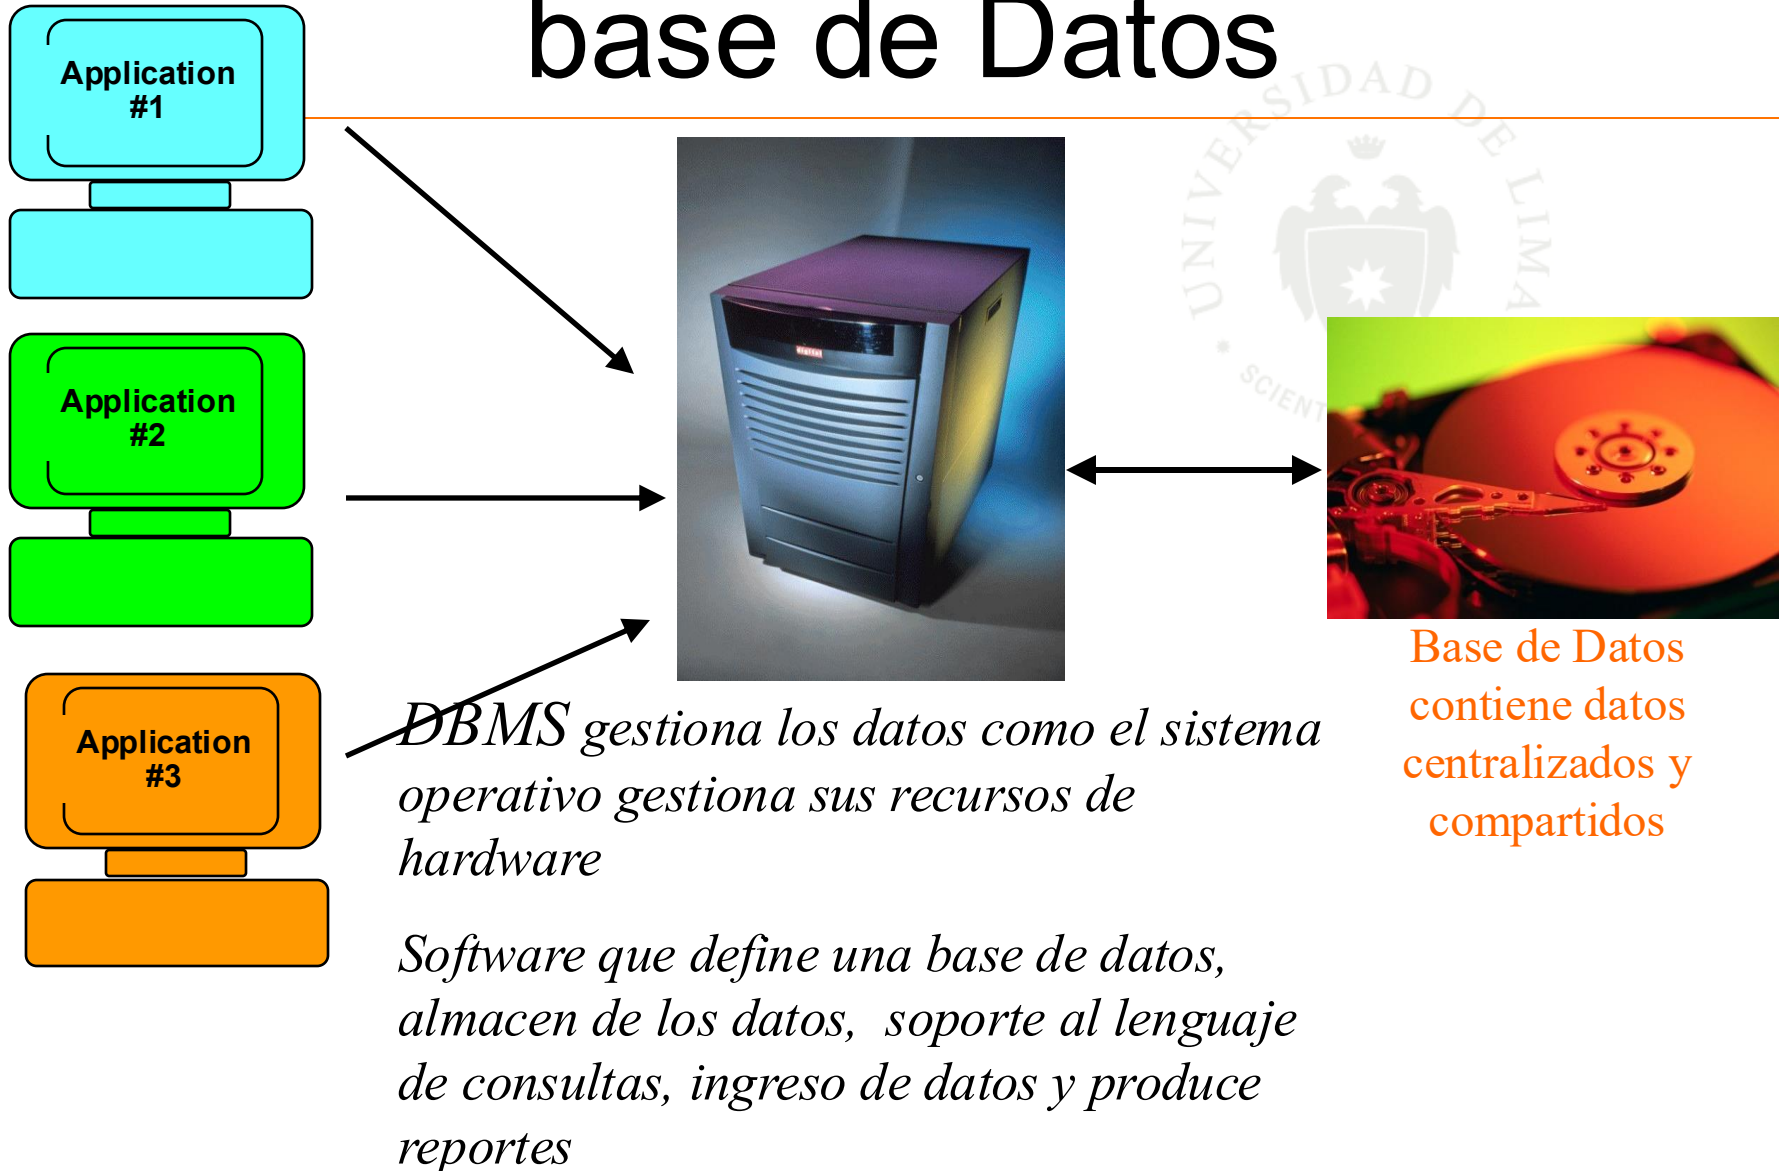 base de Datos
Application
#1
UNIVERSIDAD DE LIMA
Application
#2
digital
Application
#3
DBMS gestiona los datos como el sistema
operativo gestiona sus recursos de
hardware
Software que define una base de datos,
almacen de los datos,  soporte al lenguaje
de consultas, ingreso de datos y produce
reportes
Base de Datos
contiene datos
centralizados y
compartidos